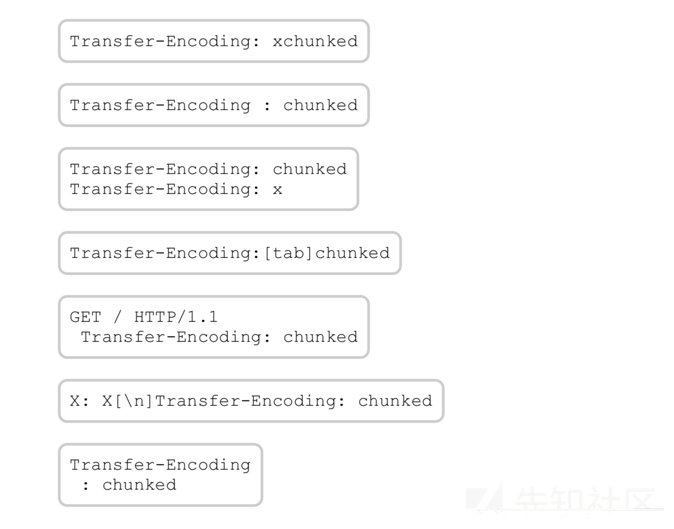 Transfer-Encoding: xchunked
Transfer-Encoding : chunked
Transfer-Encoding: chunked
Transfer-Encoding: x
Transfer-Encoding:[tab]chunked
GET / HTTP/1.1
 Transfer-Encoding: chunked
X: X[\n]Transfer-Encoding: chunked
Transfer-Encoding
 : chunked
先知社区